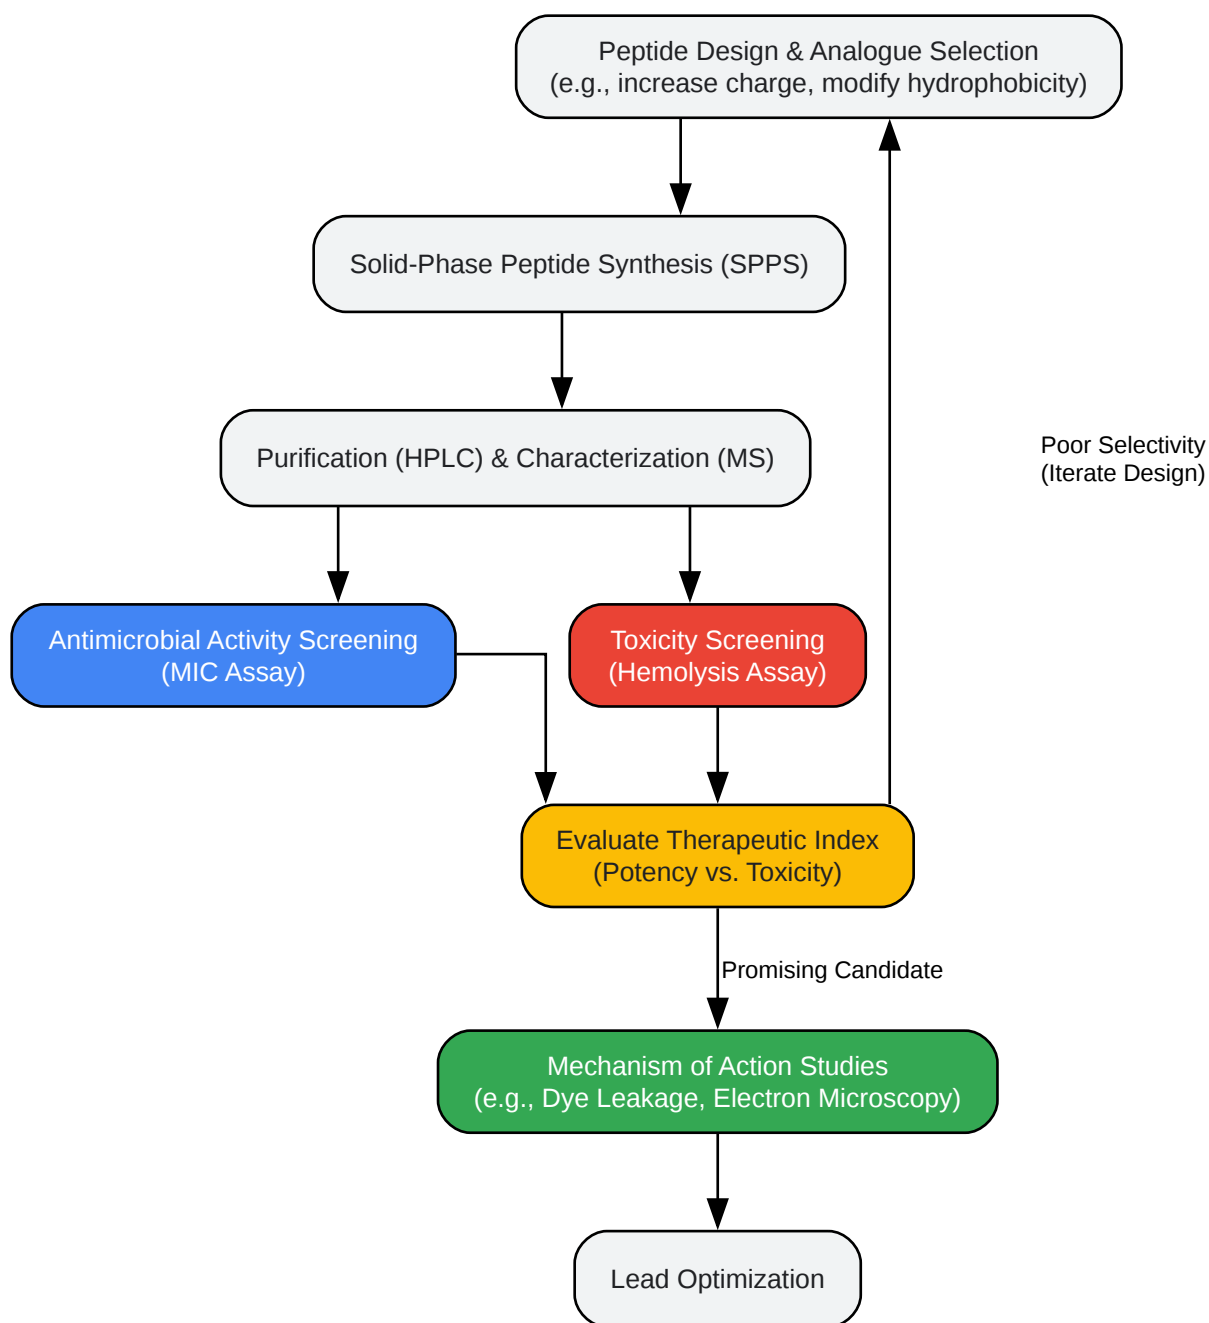 Peptide Design & Analogue Selection
(e.g., increase charge, modify hydrophobicity)
Solid-Phase Peptide Synthesis (SPPS)
Purification (HPLC) & Characterization (MS)
Poor Selectivity
(Iterate Design)
Antimicrobial Activity Screening
(MIC Assay)
Toxicity Screening
(Hemolysis Assay)
Evaluate Therapeutic Index
(Potency vs. Toxicity)
Promising Candidate
Mechanism of Action Studies
(e.g., Dye Leakage, Electron Microscopy)
Lead Optimization